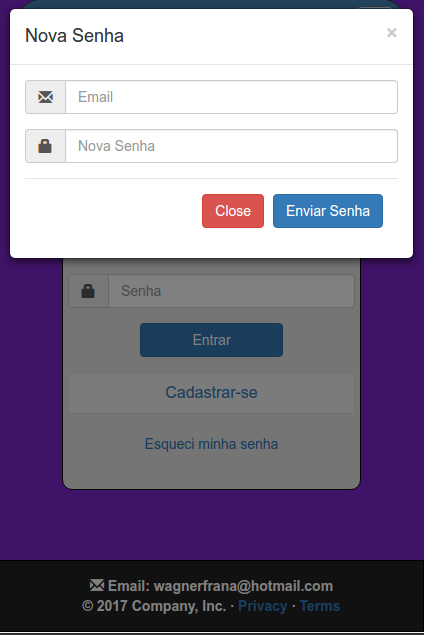 Nova Senha ×
Email
Nova Senha
Close Enviar Senha
Senha
Entrar
Cadastrar-se
Esqueci minha senha
Email: wagnerfrana@hotmail.com
© 2017 Company, Inc. · Privacy · Terms